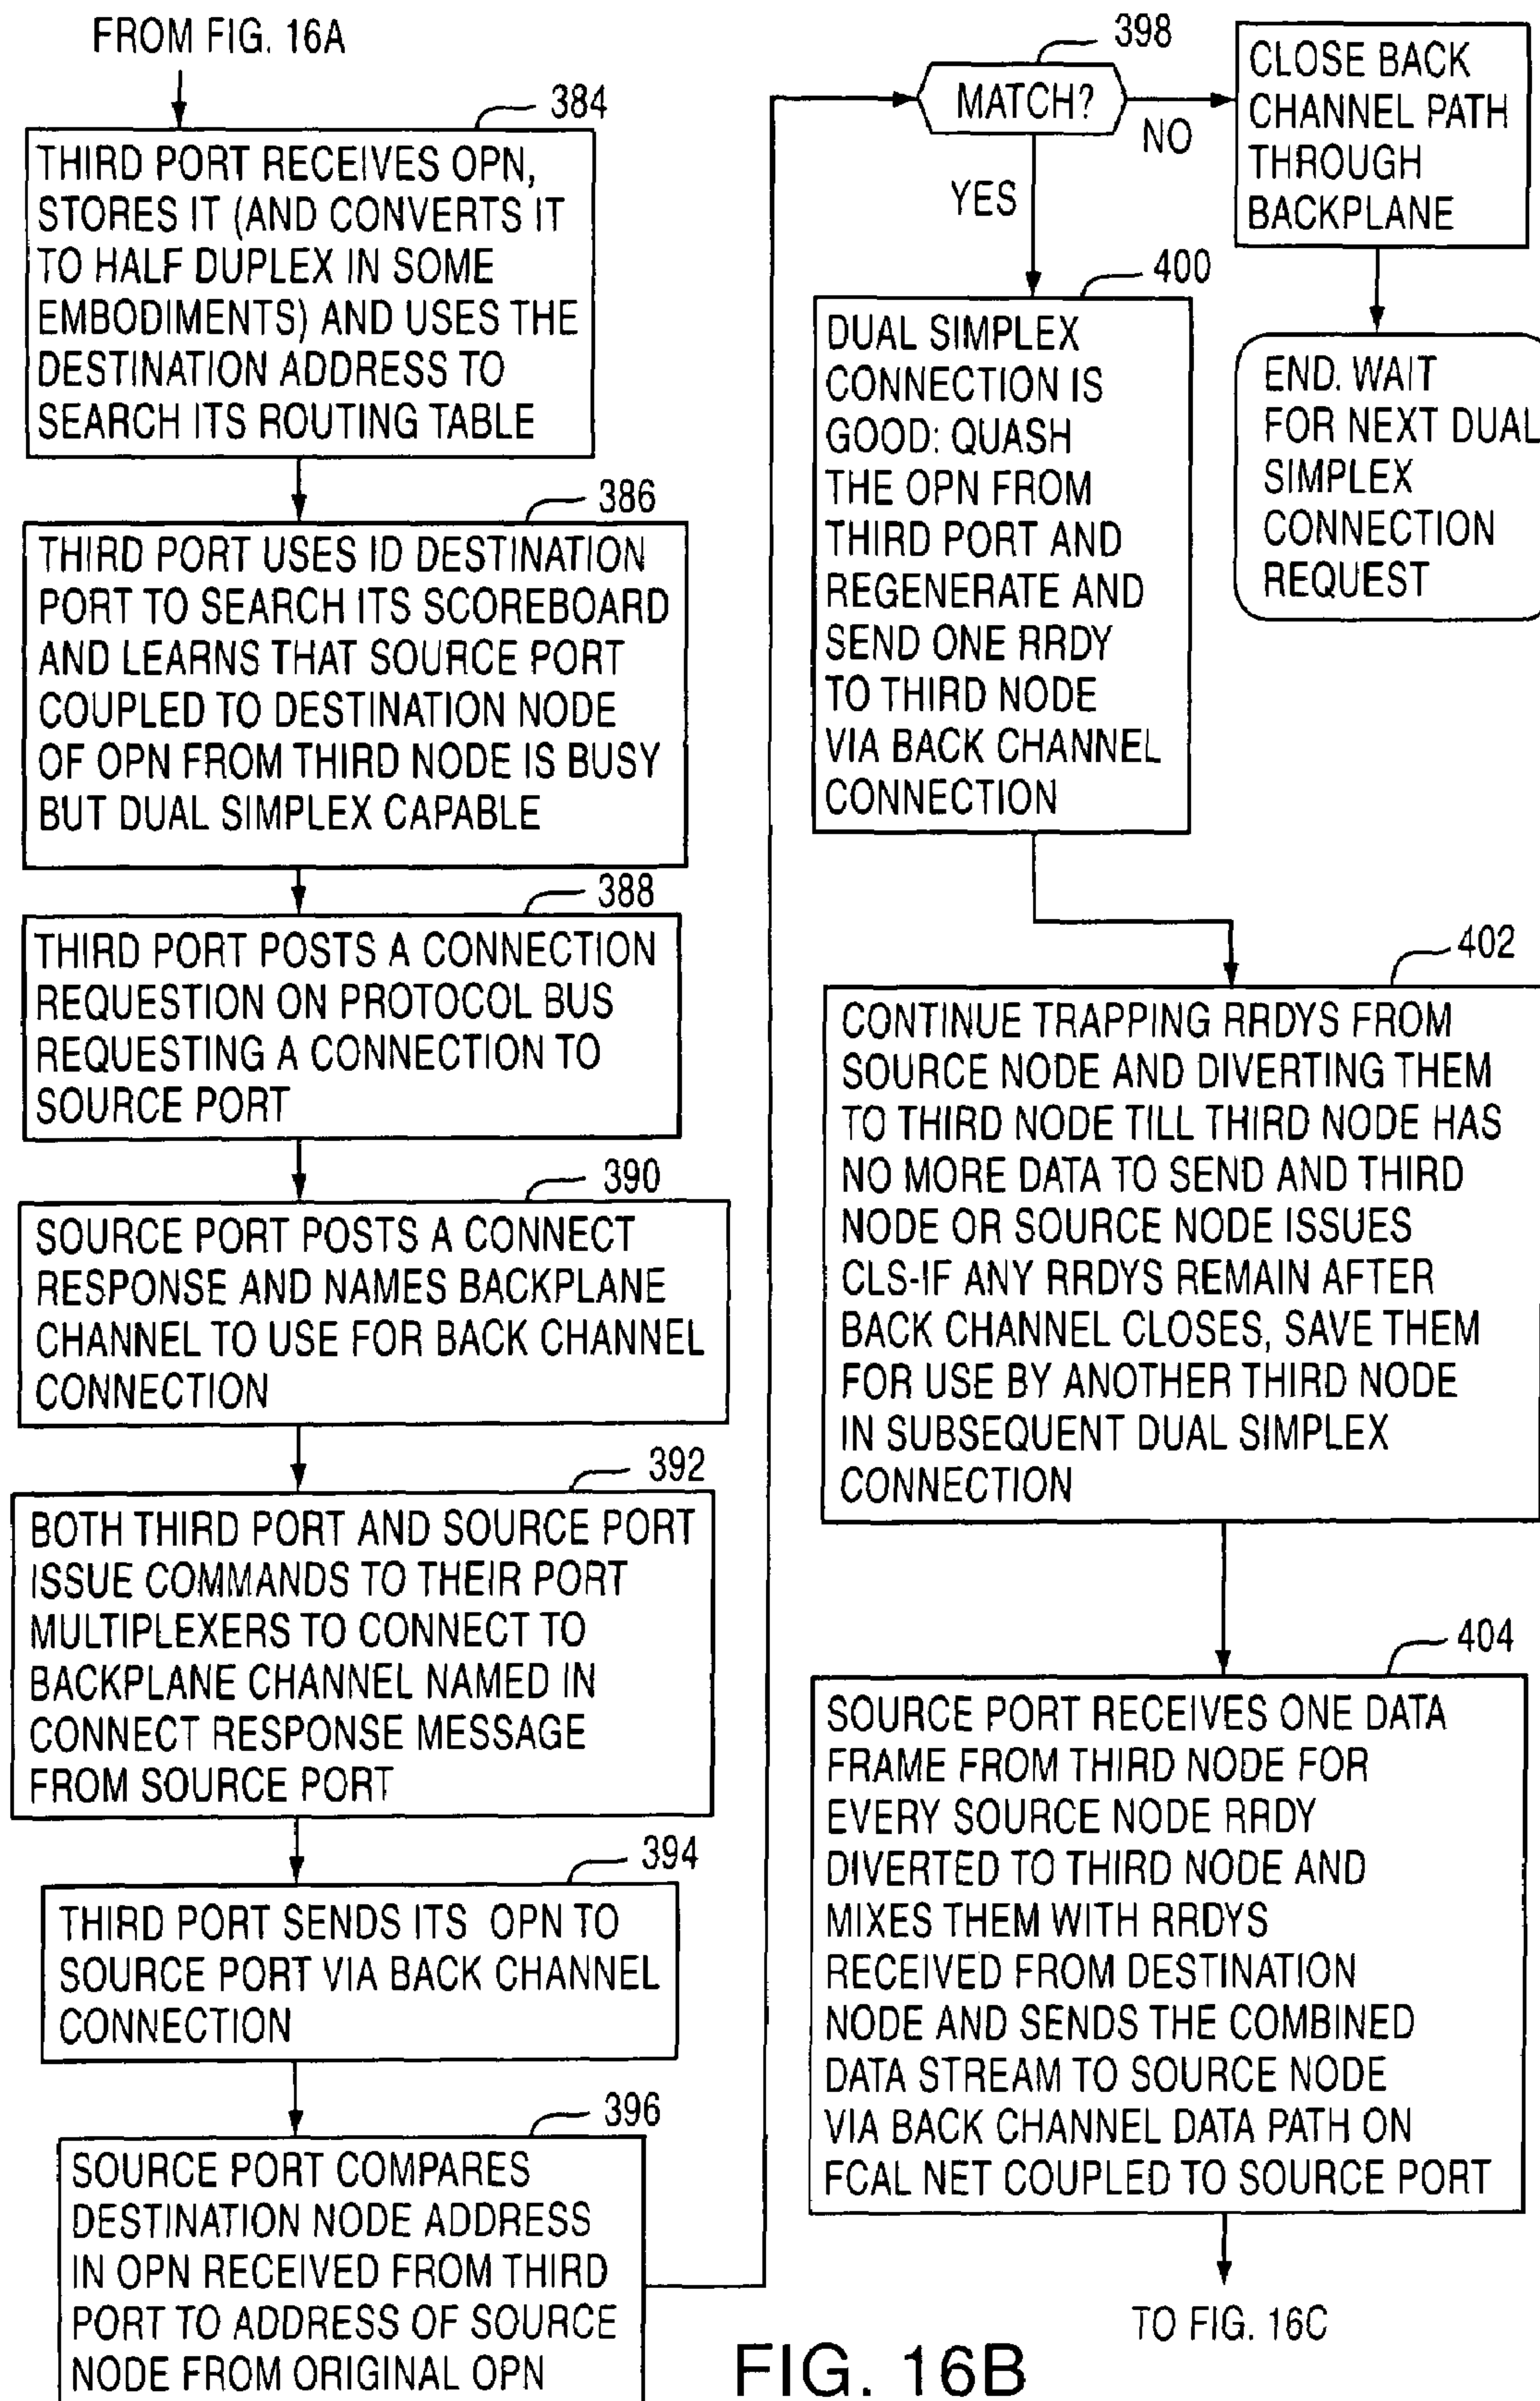 FROM FIG. 16A
384
THIRD PORT RECEIVES OPN,
STORES IT (AND CONVERTS IT
TO HALF DUPLEX IN SOME
EMBODIMENTS) AND USES THE
DESTINATION ADDRESS TO
SEARCH ITS ROUTING TABLE
386
THIRD PORT USES ID DESTINATION
PORT TO SEARCH ITS SCOREBOARD
AND LEARNS THAT SOURCE PORT
COUPLED TO DESTINATION NODE
OF OPN FROM THIRD NODE IS BUSY
BUT DUAL SIMPLEX CAPABLE
388
THIRD PORT POSTS A CONNECTION
REQUESTION ON PROTOCOL BUS
REQUESTING A CONNECTION TO
SOURCE PORT
390
SOURCE PORT POSTS A CONNECT
RESPONSE AND NAMES BACKPLANE
CHANNEL TO USE FOR BACK CHANNEL
CONNECTION
392
BOTH THIRD PORT AND SOURCE PORT
ISSUE COMMANDS TO THEIR PORT
MULTIPLEXERS TO CONNECT TO
BACKPLANE CHANNEL NAMED IN
CONNECT RESPONSE MESSAGE
FROM SOURCE PORT
394
THIRD PORT SENDS ITS OPN TO
SOURCE PORT VIA BACK CHANNEL
CONNECTION
396
SOURCE PORT COMPARES
DESTINATION NODE ADDRESS
IN OPN RECEIVED FROM THIRD
PORT TO ADDRESS OF SOURCE
NODE FROM ORIGINAL OPN
398
MATCH?
NO
YES
CLOSE BACK
CHANNEL PATH
THROUGH
BACKPLANE
END. WAIT
FOR NEXT DUAL
SIMPLEX
CONNECTION
REQUEST
400
DUAL SIMPLEX
CONNECTION IS
GOOD: QUASH
THE OPN FROM
THIRD PORT AND
REGENERATE AND
SEND ONE RRDY
TO THIRD NODE
VIA BACK CHANNEL
CONNECTION
402
CONTINUE TRAPPING RRDYS FROM
SOURCE NODE AND DIVERTING THEM
TO THIRD NODE TILL THIRD NODE HAS
NO MORE DATA TO SEND AND THIRD
NODE OR SOURCE NODE ISSUES
CLS-IF ANY RRDYS REMAIN AFTER
BACK CHANNEL CLOSES, SAVE THEM
FOR USE BY ANOTHER THIRD NODE
IN SUBSEQUENT DUAL SIMPLEX
CONNECTION
404
SOURCE PORT RECEIVES ONE DATA
FRAME FROM THIRD NODE FOR
EVERY SOURCE NODE RRDY
DIVERTED TO THIRD NODE AND
MIXES THEM WITH RRDYS
RECEIVED FROM DESTINATION
NODE AND SENDS THE COMBINED
DATA STREAM TO SOURCE NODE
VIA BACK CHANNEL DATA PATH ON
FCAL NET COUPLED TO SOURCE PORT
TO FIG. 16C
FIG. 16B